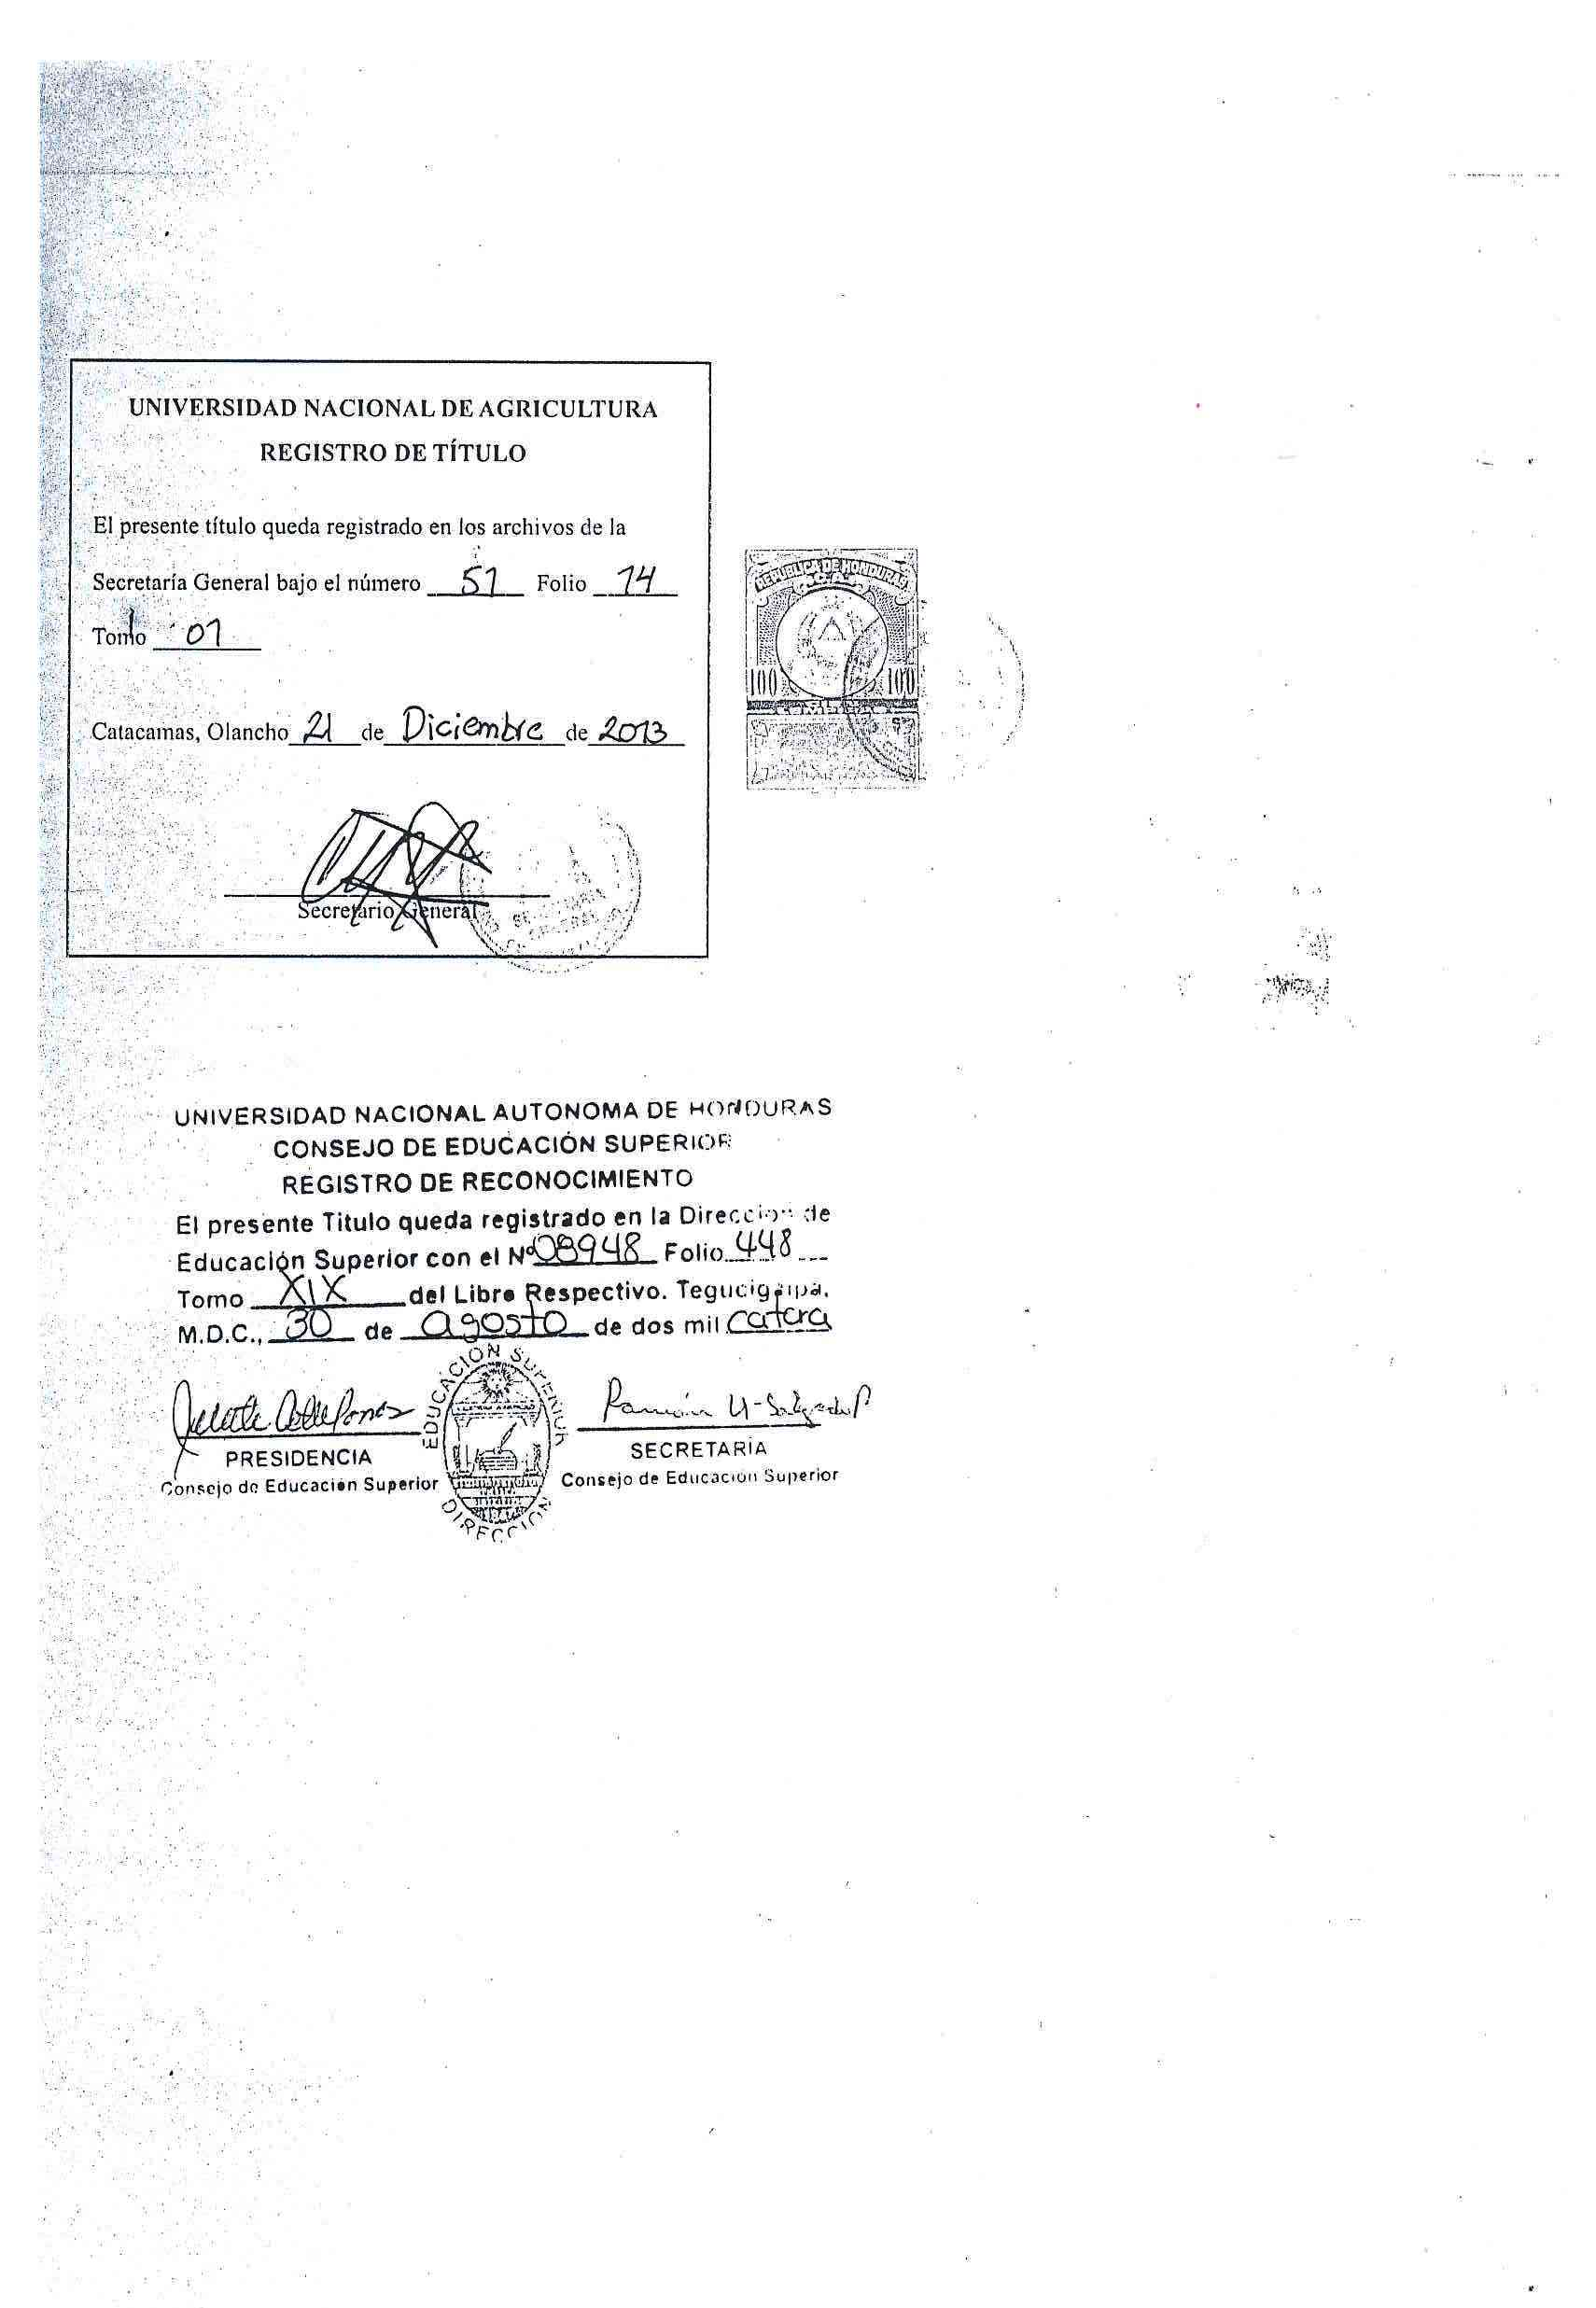 UNIVERSIDAD NACIONAL DE AGRICULTURA
REGISTRO DE TÍTULO
El presente título queda registrado en los archivos de la
Secretaría General bajo el número 51 Folio 14
Tomo 01
Catacamas, Olancho 21 de Diciembre de 2013
Secretario General
REPUBLICA DE HONDURAS
100 100
UNIVERSIDAD NACIONAL AUTONOMA DE HONDURAS
CONSEJO DE EDUCACIÓN SUPERIOR
REGISTRO DE RECONOCIMIENTO
El presente Titulo queda registrado en la Direccion de
Educación Superior con el Nº 08948 Folio 448
Tomo XIX del Libro Respectivo. Tegucigalpa,
M.D.C., 30 de agosto de dos mil catorce
EDUCACION SUPERIOR
DIRECCION
PRESIDENCIA
Consejo de Educación Superior
SECRETARÍA
Consejo de Educación Superior